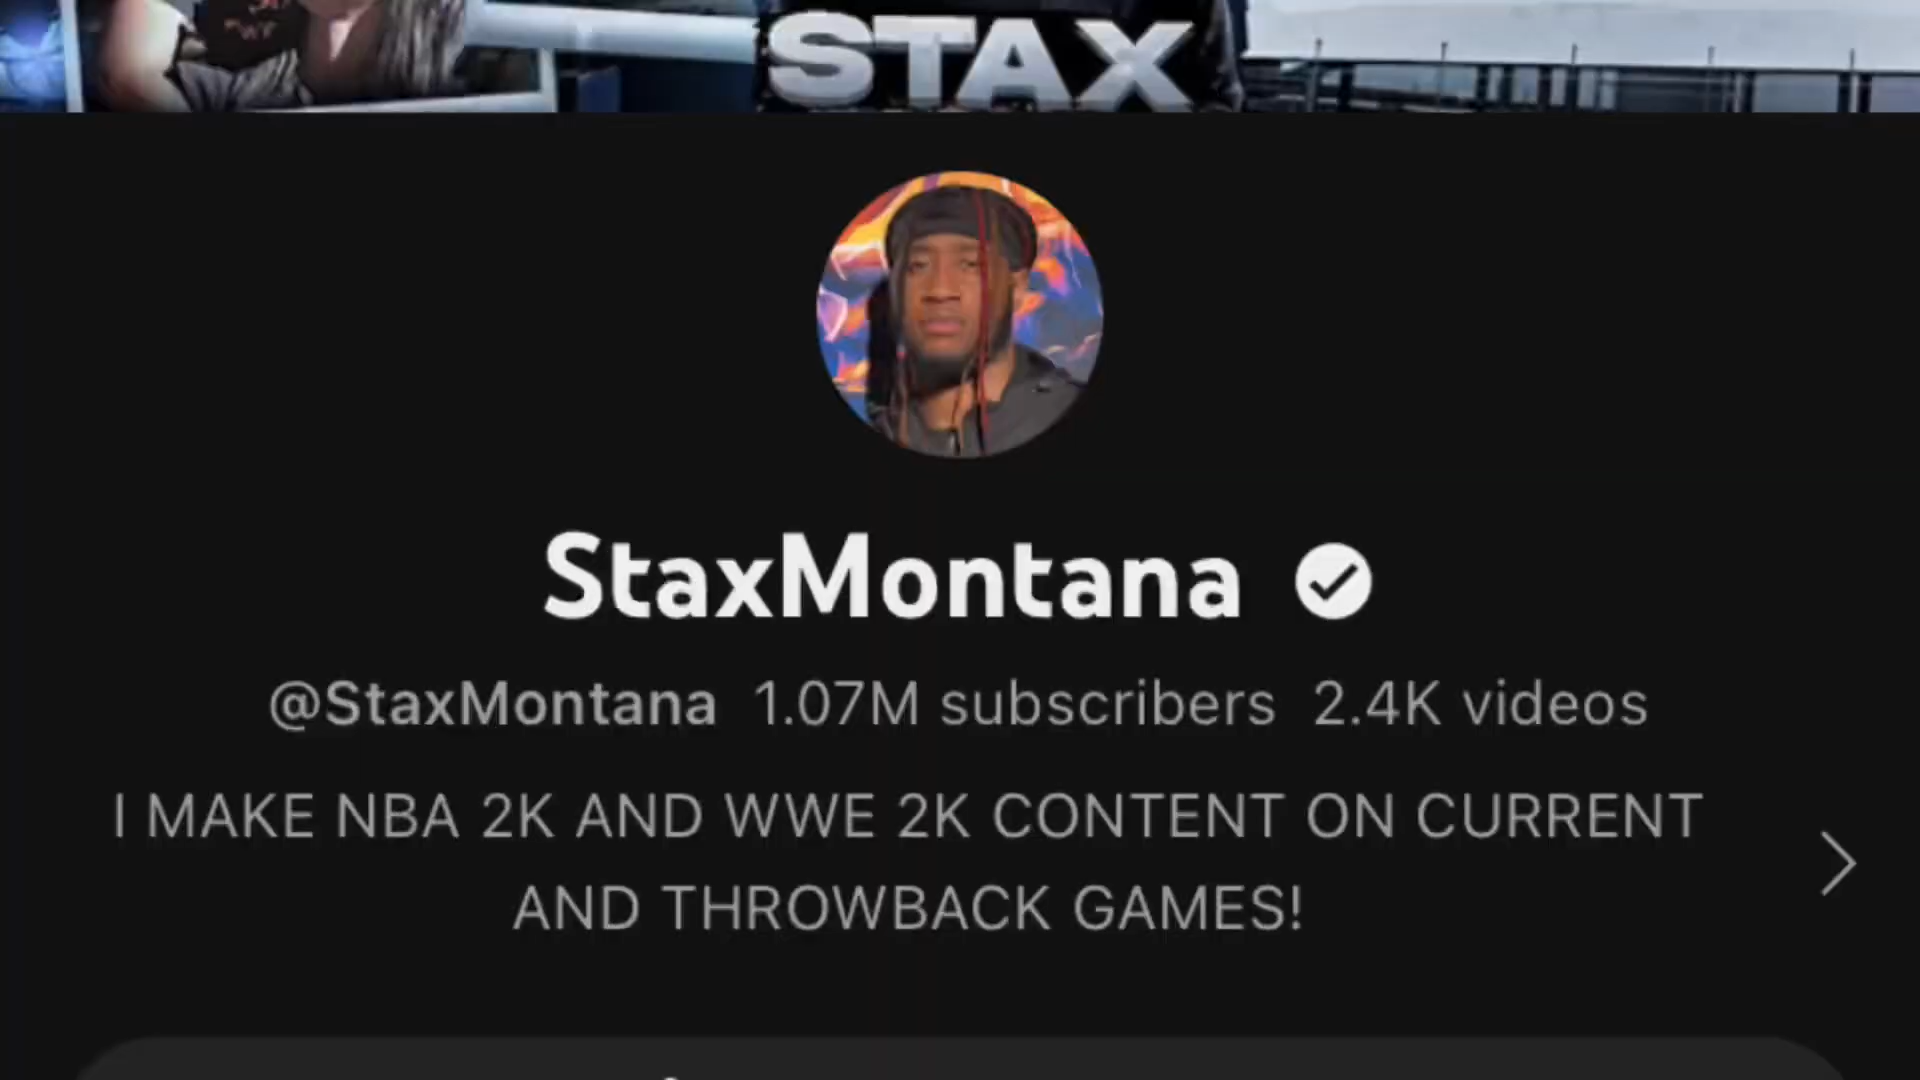 STAX
StaxMontana
@StaxMontana 1.07M subscribers 2.4K videos
I MAKE NBA 2K AND WWE 2K CONTENT ON CURRENT
AND THROWBACK GAMES!